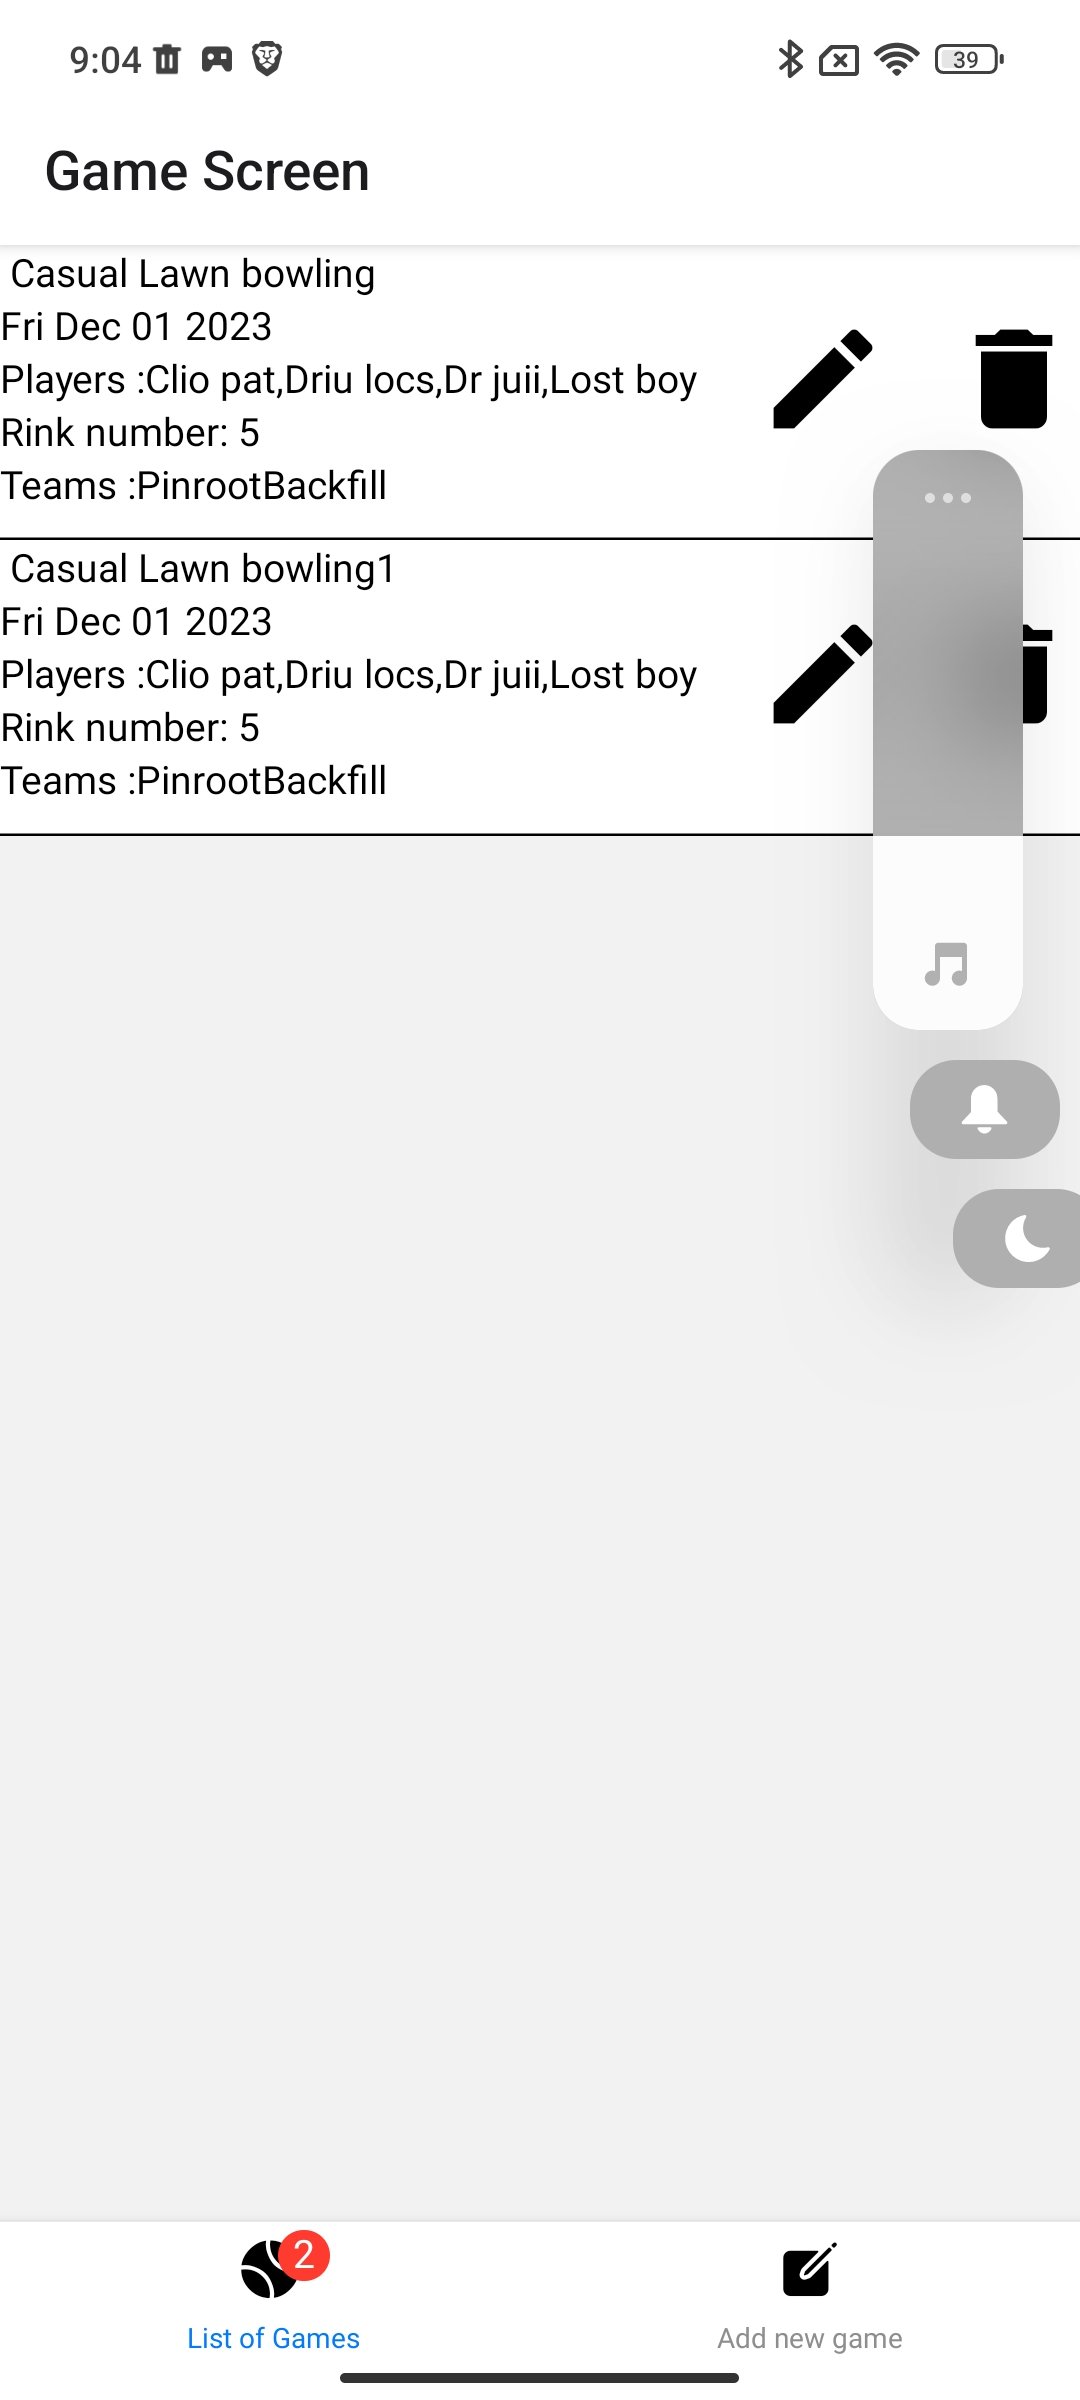 9:04
39
Game Screen
Casual Lawn bowling
Fri Dec 01 2023
Players :Clio pat,Driu locs,Dr juii,Lost boy
Rink number: 5
Teams :PinrootBackfill
Casual Lawn bowling1
Fri Dec 01 2023
Players :Clio pat,Driu locs,Dr juii,Lost boy
Rink number: 5
Teams :PinrootBackfill
2
List of Games
Add new game